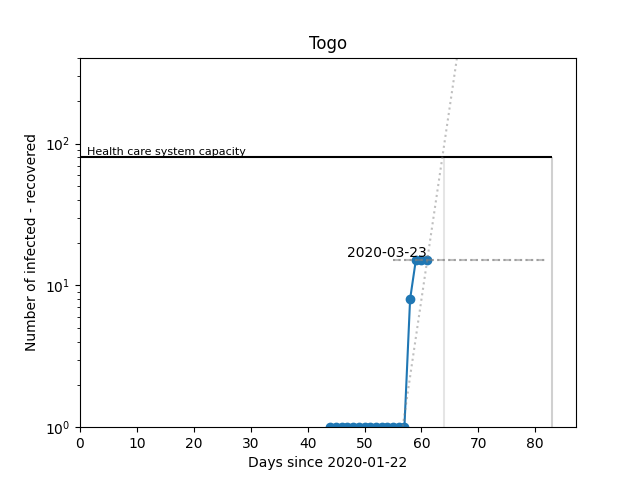 Togo
Number of infected - recovered
10²
10¹
10⁰
Health care system capacity
2020-03-23
0 10 20 30 40 50 60 70 80
Days since 2020-01-22